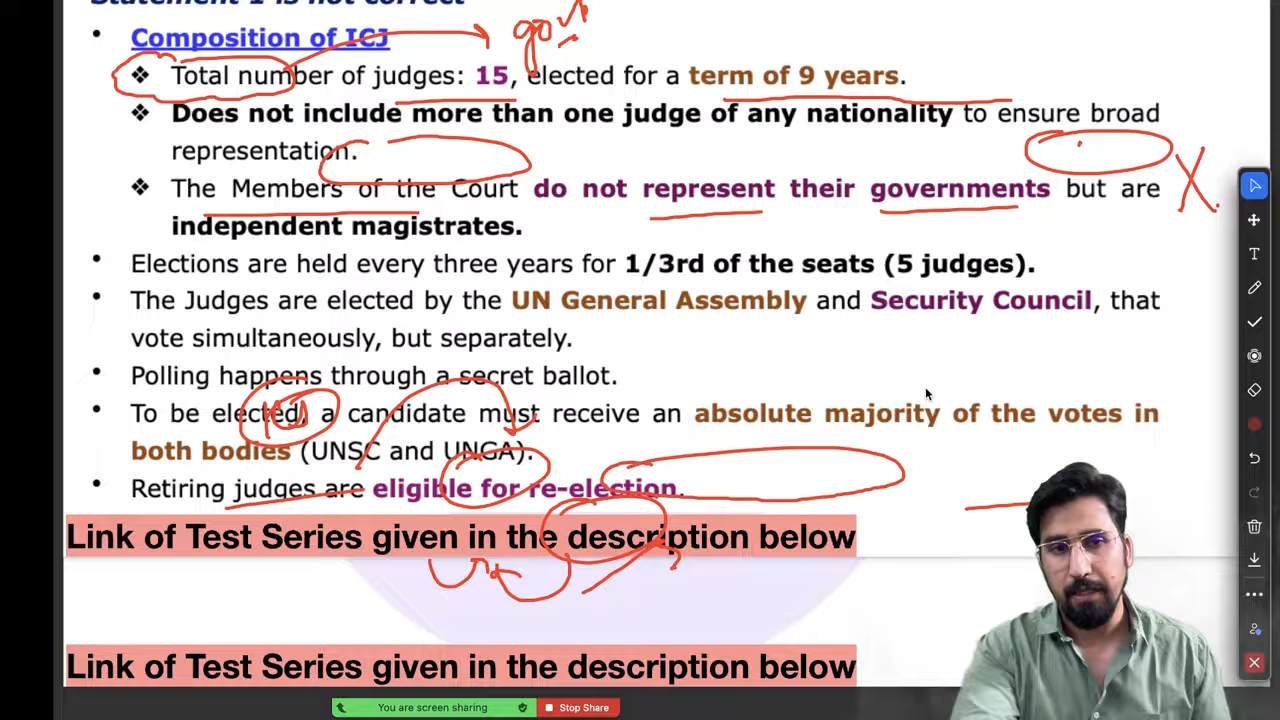 Statement 1 is not correct
govt
• Composition of ICJ
❖ Total number of judges: 15, elected for a term of 9 years.
❖ Does not include more than one judge of any nationality to ensure broad
representation.
❖ The Members of the Court do not represent their governments but are
independent magistrates.
• Elections are held every three years for 1/3rd of the seats (5 judges).
• The Judges are elected by the UN General Assembly and Security Council, that
vote simultaneously, but separately.
• Polling happens through a secret ballot.
• To be elected, a candidate must receive an absolute majority of the votes in
both bodies (UNSC and UNGA).
• Retiring judges are eligible for re-election.
Link of Test Series given in the description below
Link of Test Series given in the description below
You are screen sharing
Stop Share